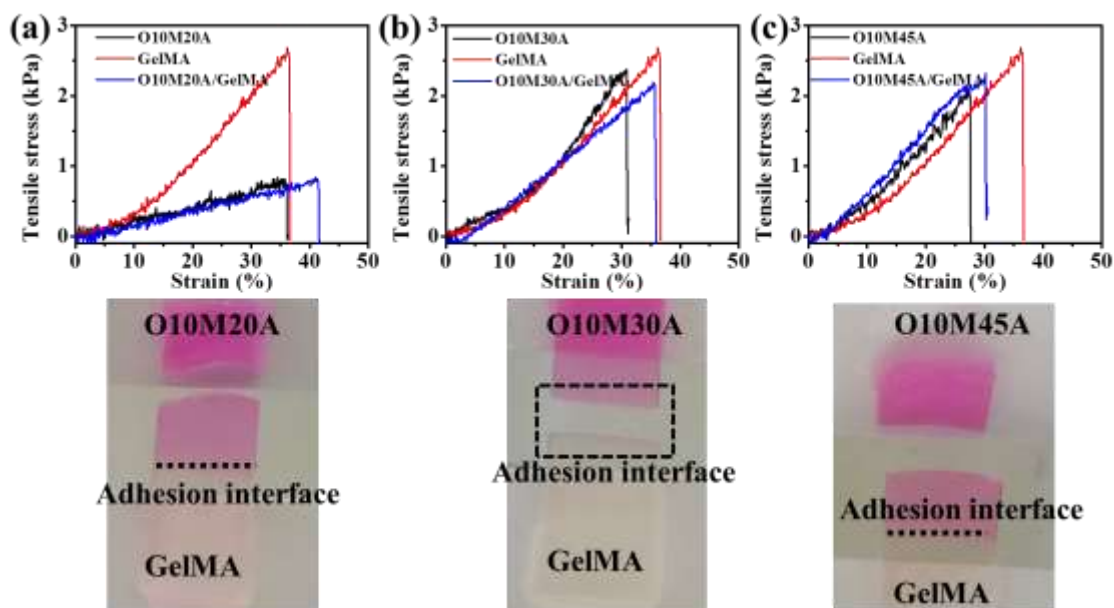 (a)
O10M20A
GelMA
O10M20A/GelMA
Tensile stress (kPa)
3
2
1
0
0 10 20 30 40 50
Strain (%)
(b)
O10M30A
GelMA
O10M30A/GelMA
Tensile stress (kPa)
3
2
1
0
0 10 20 30 40 50
Strain (%)
(c)
O10M45A
GelMA
O10M45A/GelMA
Tensile stress (kPa)
3
2
1
0
0 10 20 30 40 50
Strain (%)
O10M20A
Adhesion interface
GelMA
O10M30A
Adhesion interface
GelMA
O10M45A
Adhesion interface
GelMA